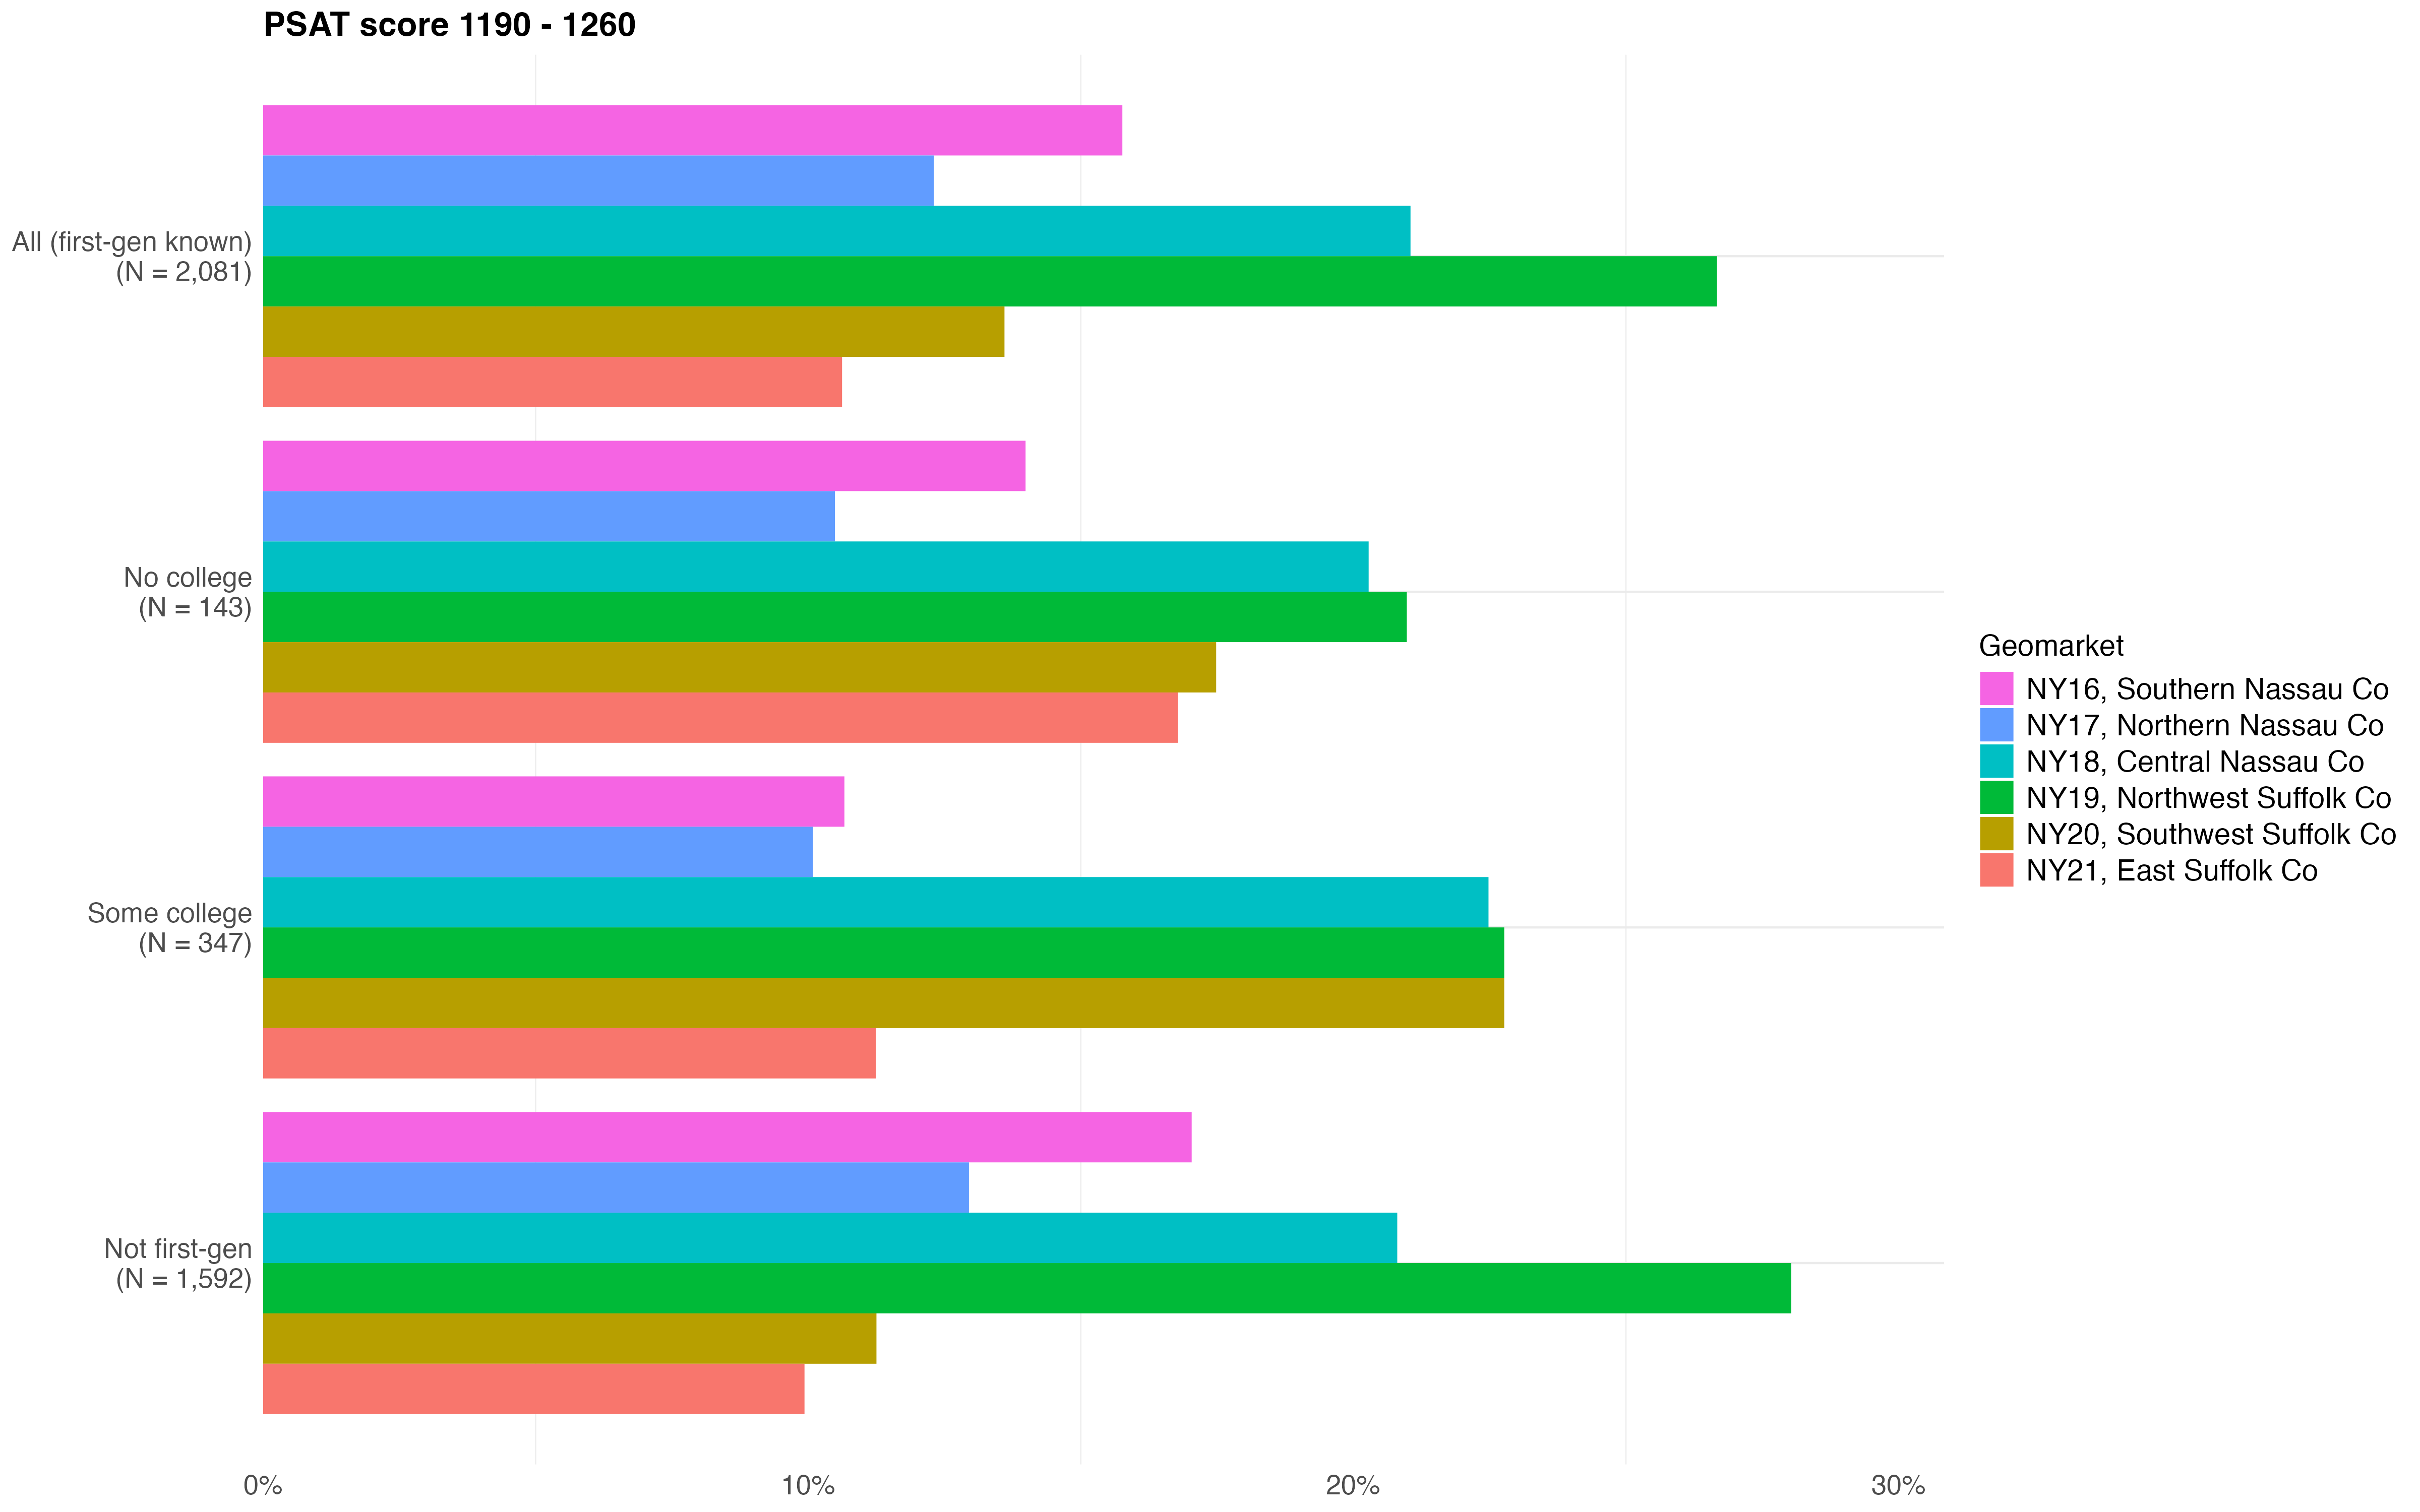 PSAT score 1190 - 1260
All (first-gen known)
(N = 2,081)
No college
(N = 143)
Some college
(N = 347)
Not first-gen
(N = 1,592)
0%
10%
20%
30%
Geomarket
NY16, Southern Nassau Co
NY17, Northern Nassau Co
NY18, Central Nassau Co
NY19, Northwest Suffolk Co
NY20, Southwest Suffolk Co
NY21, East Suffolk Co